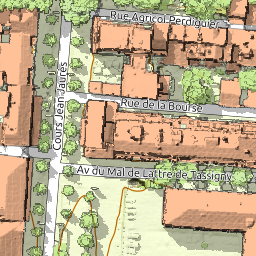 Rue Agricol Perdiguier
Rue de la Bourse
Cours Jean Jaurès
Av du Mal de Lattre de Tassigny